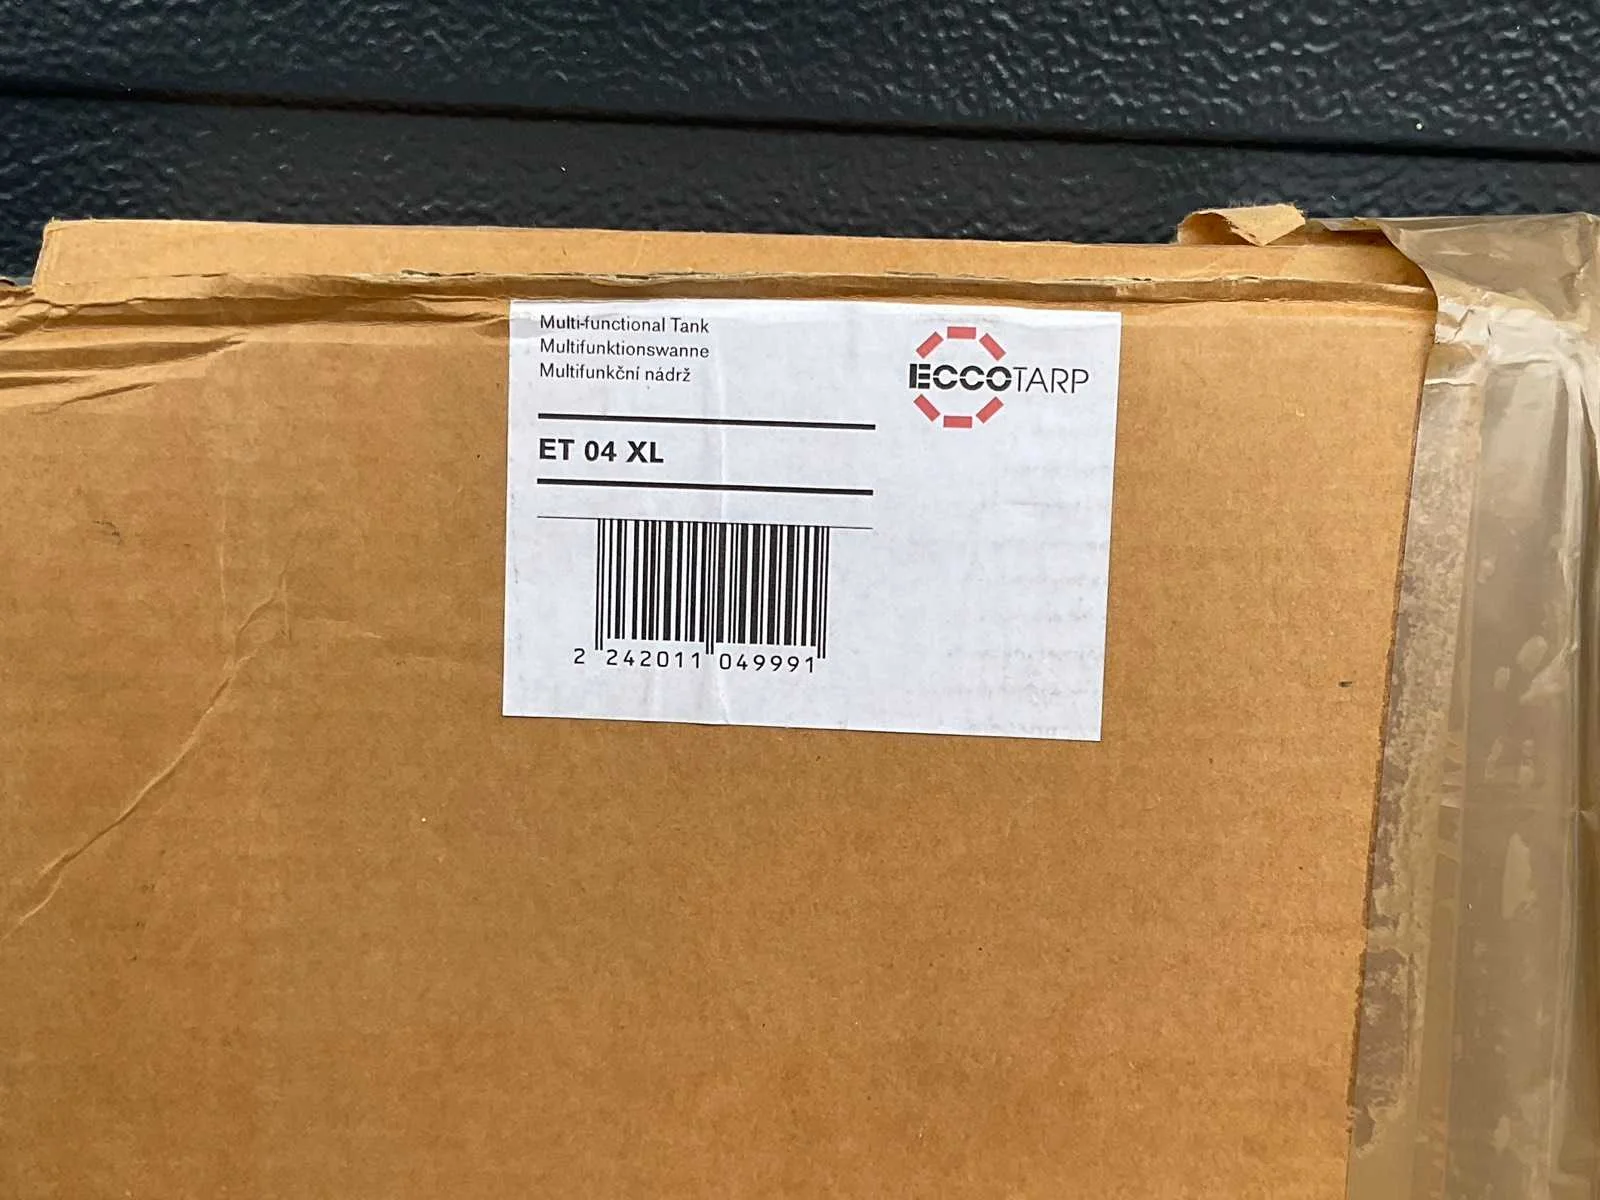 Multi-functional Tank
Multifunktionswanne
Multifunkční nádrž
ECCOTARP
ET 04 XL
2 242011 049991